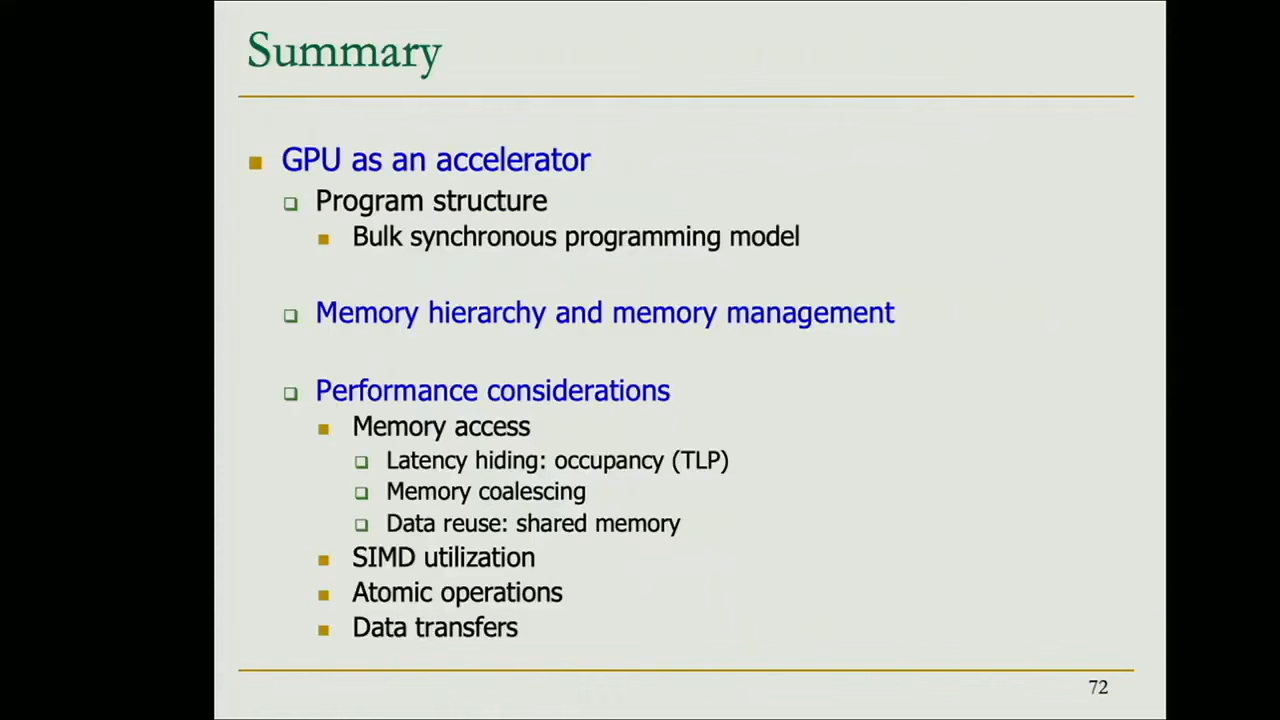 Summary
GPU as an accelerator
Program structure
Bulk synchronous programming model
Memory hierarchy and memory management
Performance considerations
Memory access
Latency hiding: occupancy (TLP)
Memory coalescing
Data reuse: shared memory
SIMD utilization
Atomic operations
Data transfers
72